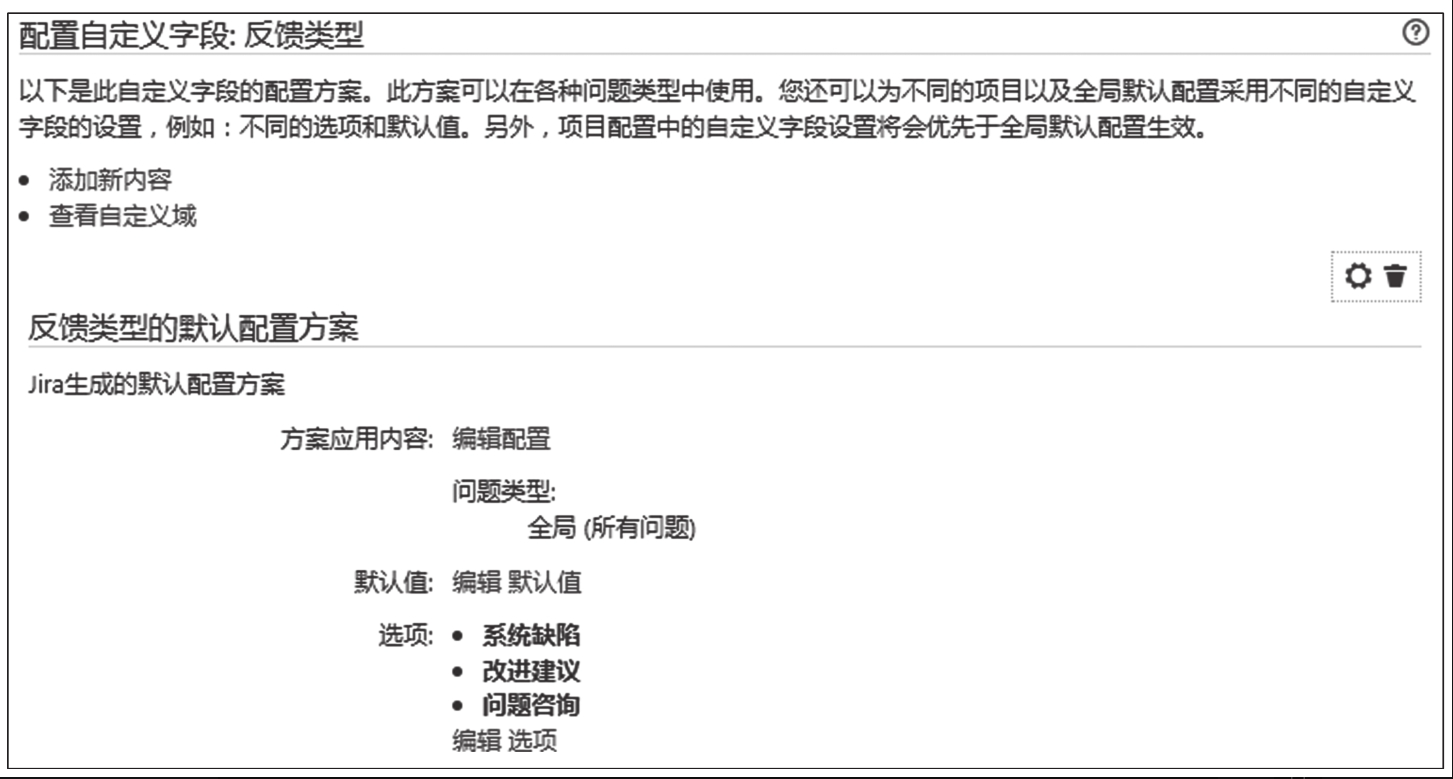 配置自定义字段: 反馈类型
以下是此自定义字段的配置方案。此方案可以在各种问题类型中使用。您还可以为不同的项目以及全局默认配置采用不同的自定义
字段的设置，例如：不同的选项和默认值。另外，项目配置中的自定义字段设置将会优先于全局默认配置生效。
• 添加新内容
• 查看自定义域
反馈类型的默认配置方案
Jira生成的默认配置方案
方案应用内容: 编辑配置
问题类型:
全局 (所有问题)
默认值: 编辑 默认值
选项: • 系统缺陷
• 改进建议
• 问题咨询
编辑 选项